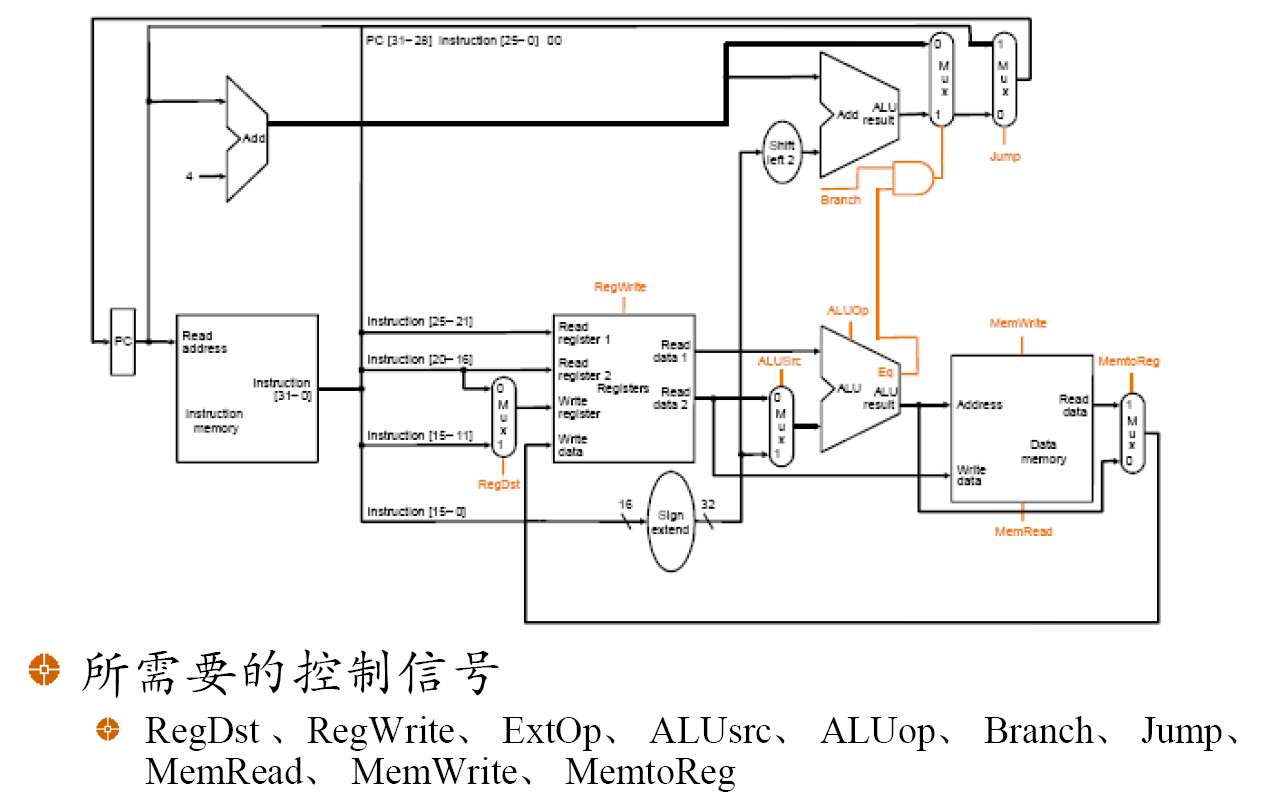 PC [31–28] Instruction [25–0] 00
0
M
u
x
1
1
M
u
x
0
Jump
Add
4
Add
ALU
result
Shift
left 2
Branch
RegWrite
ALUOp
MemWrite
PC
Read
address
Instruction
[31–0]
Instruction
memory
Instruction [25–21]
Instruction [20–16]
Instruction [15–11]
Instruction [15–0]
0
M
u
x
1
RegDst
Read
register 1
Read
register 2
Write
register
Write
data
Registers
Read
data 1
Read
data 2
16
Sign
extend
32
ALUSrc
0
M
u
x
1
Eq
ALU
ALU
result
Address
Write
data
Read
data
Data
memory
MemRead
MemtoReg
1
M
u
x
0
所需要的控制信号
RegDst 、RegWrite、 ExtOp、 ALUsrc、 ALUop、 Branch、 Jump、
MemRead、 MemWrite、 MemtoReg